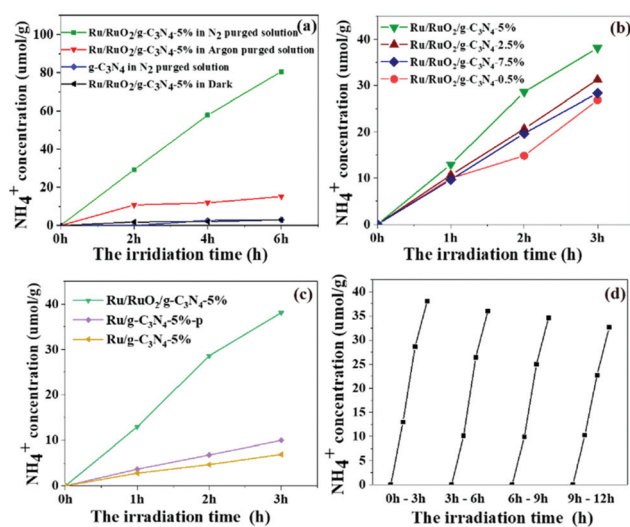 (a)
Ru/RuO2/g-C3N4-5% in N2 purged solution
Ru/RuO2/g-C3N4-5% in Argon purged solution
g-C3N4 in N2 purged solution
Ru/RuO2/g-C3N4-5% in Dark
NH4+ concentration (umol/g)
100
80
60
40
20
0
0h 2h 4h 6h
The irridiation time (h)
(b)
Ru/RuO2/g-C3N4-5%
Ru/RuO2/g-C3N4-2.5%
Ru/RuO2/g-C3N4-7.5%
Ru/RuO2/g-C3N4-0.5%
NH4+ concentration (umol/g)
40
30
20
10
0
0h 1h 2h 3h
The irridiation time (h)
(c)
Ru/RuO2/g-C3N4-5%
Ru/g-C3N4-5%-p
Ru/g-C3N4-5%
NH4+ concentration (umol/g)
40
30
20
10
0
0h 1h 2h 3h
The irradiation time (h)
(d)
NH4+ concentration (umol/g)
40
35
30
25
20
15
10
5
0
0h - 3h 3h - 6h 6h - 9h 9h - 12h
The irradiation time (h)